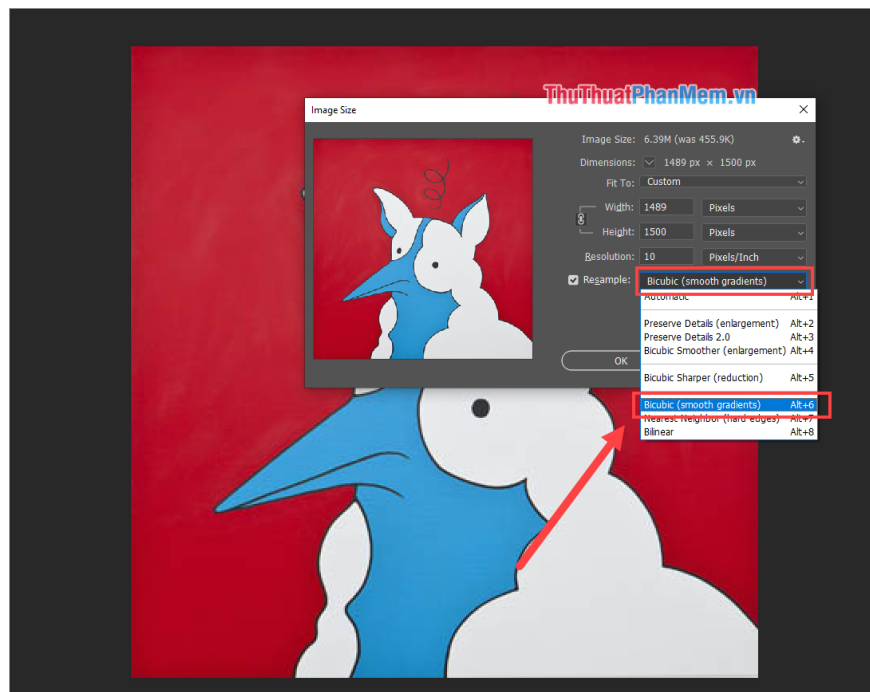 ThuThuatPhanMem.vn
Image Size
Image Size: 6.39M (was 455.9K)
Dimensions: 1489 px × 1500 px
Fit To: Custom
Width: 1489 Pixels
Height: 1500 Pixels
Resolution: 10 Pixels/Inch
Resample: Bicubic (smooth gradients)
Automatic Alt+1
Preserve Details (enlargement) Alt+2
Preserve Details 2.0 Alt+3
Bicubic Smoother (enlargement) Alt+4
OK
Bicubic Sharper (reduction) Alt+5
Bicubic (smooth gradients) Alt+6
Nearest Neighbor (hard edges) Alt+7
Bilinear Alt+8